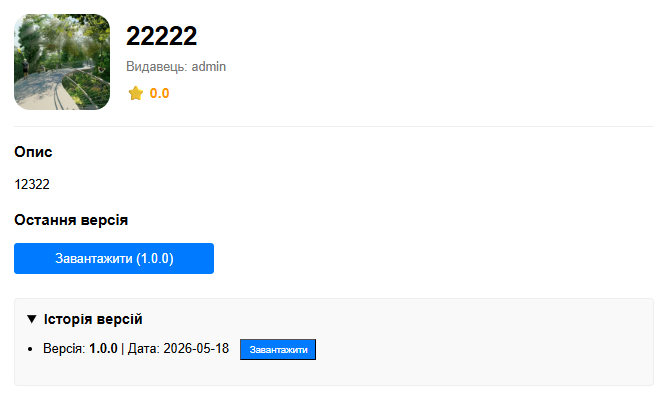 22222
Видавець: admin
0.0
Опис
12322
Остання версія
Завантажити (1.0.0)
Історія версій
Версія: 1.0.0 | Дата: 2026-05-18 Завантажити